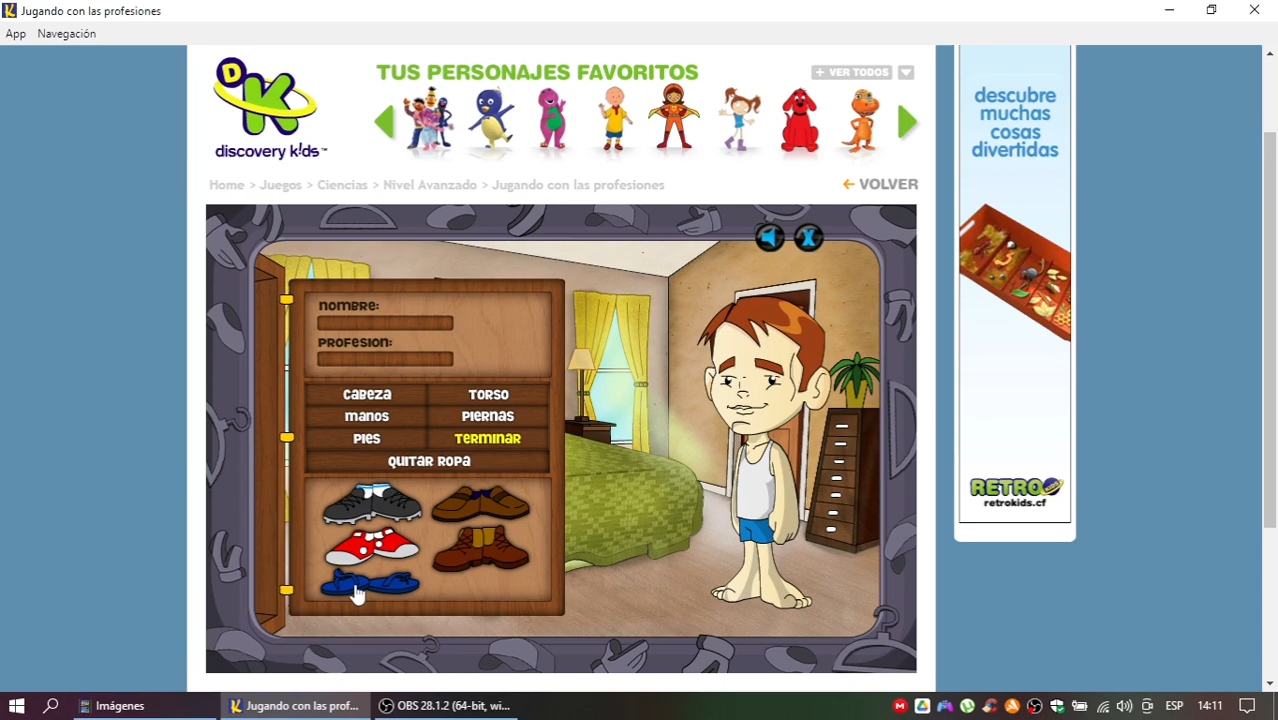 Jugando con las profesiones
App Navegación
D K
discovery k!ds™
TUS PERSONAJES FAVORITOS
+ VER TODOS
Home > Juegos > Ciencias > Nivel Avanzado > Jugando con las profesiones
VOLVER
descubre
muchas
cosas
divertidas
RETRO
retrokids.cf
X
NOMBRE:
PROFESION:
CABEZA TORSO
MANOS PIERNAS
PIES TERMINAR
QUITAR ROPA
Imágenes
Jugando con las prof...
OBS 28.1.2 (64-bit, wi...
ESP 14:11